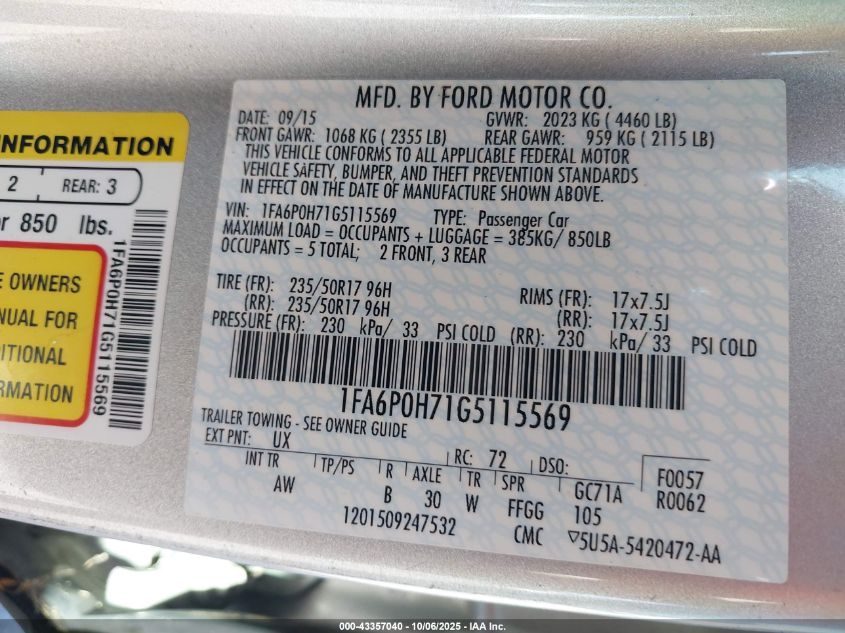 INFORMATION
2 REAR: 3
or 850 lbs.
E OWNERS
NUAL FOR
DITIONAL
FORMATION
1FA6P0H71G5115569
MFD. BY FORD MOTOR CO.
DATE: 09/15 GVWR: 2023 KG ( 4460 LB)
FRONT GAWR: 1068 KG ( 2355 LB) REAR GAWR: 959 KG ( 2115 LB)
THIS VEHICLE CONFORMS TO ALL APPLICABLE FEDERAL MOTOR
VEHICLE SAFETY, BUMPER, AND THEFT PREVENTION STANDARDS
IN EFFECT ON THE DATE OF MANUFACTURE SHOWN ABOVE.
VIN: 1FA6P0H71G5115569 TYPE: Passenger Car
MAXIMUM LOAD = OCCUPANTS + LUGGAGE = 385KG/ 850LB
OCCUPANTS = 5 TOTAL; 2 FRONT, 3 REAR
TIRE (FR): 235/50R17 96H RIMS (FR): 17x7.5J
(RR): 235/50R17 96H (RR): 17x7.5J
PRESSURE (FR): 230 kPa/ 33 PSI COLD (RR): 230 kPa/ 33 PSI COLD
1FA6P0H71G5115569
TRAILER TOWING - SEE OWNER GUIDE
EXT PNT: UX RC: 72 DSO: F0057
INT TR TP/PS R AXLE TR SPR GC71A R0062
AW B 30 W FFGG 105
1201509247532 CMC ▽5U5A-5420472-AA
000-43357040 - 10/06/2025 - IAA Inc.